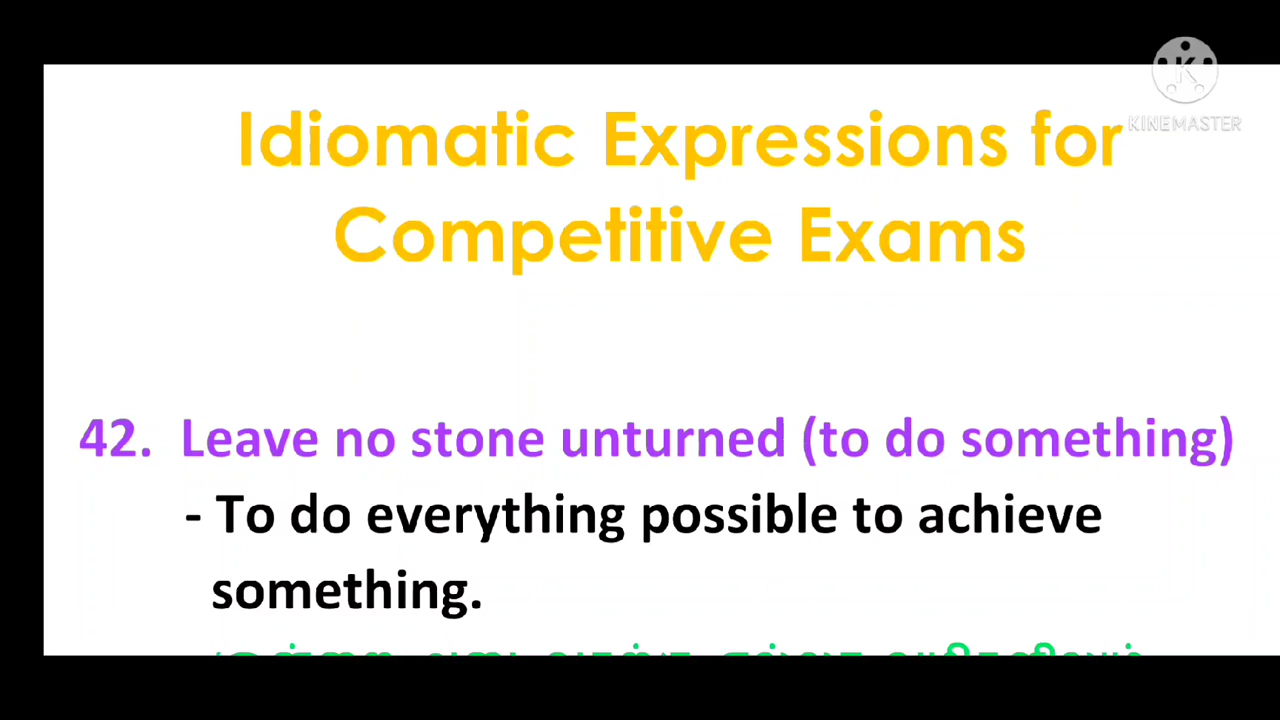 KINEMASTER
Idiomatic Expressions for
Competitive Exams
42. Leave no stone unturned (to do something)
- To do everything possible to achieve
something.